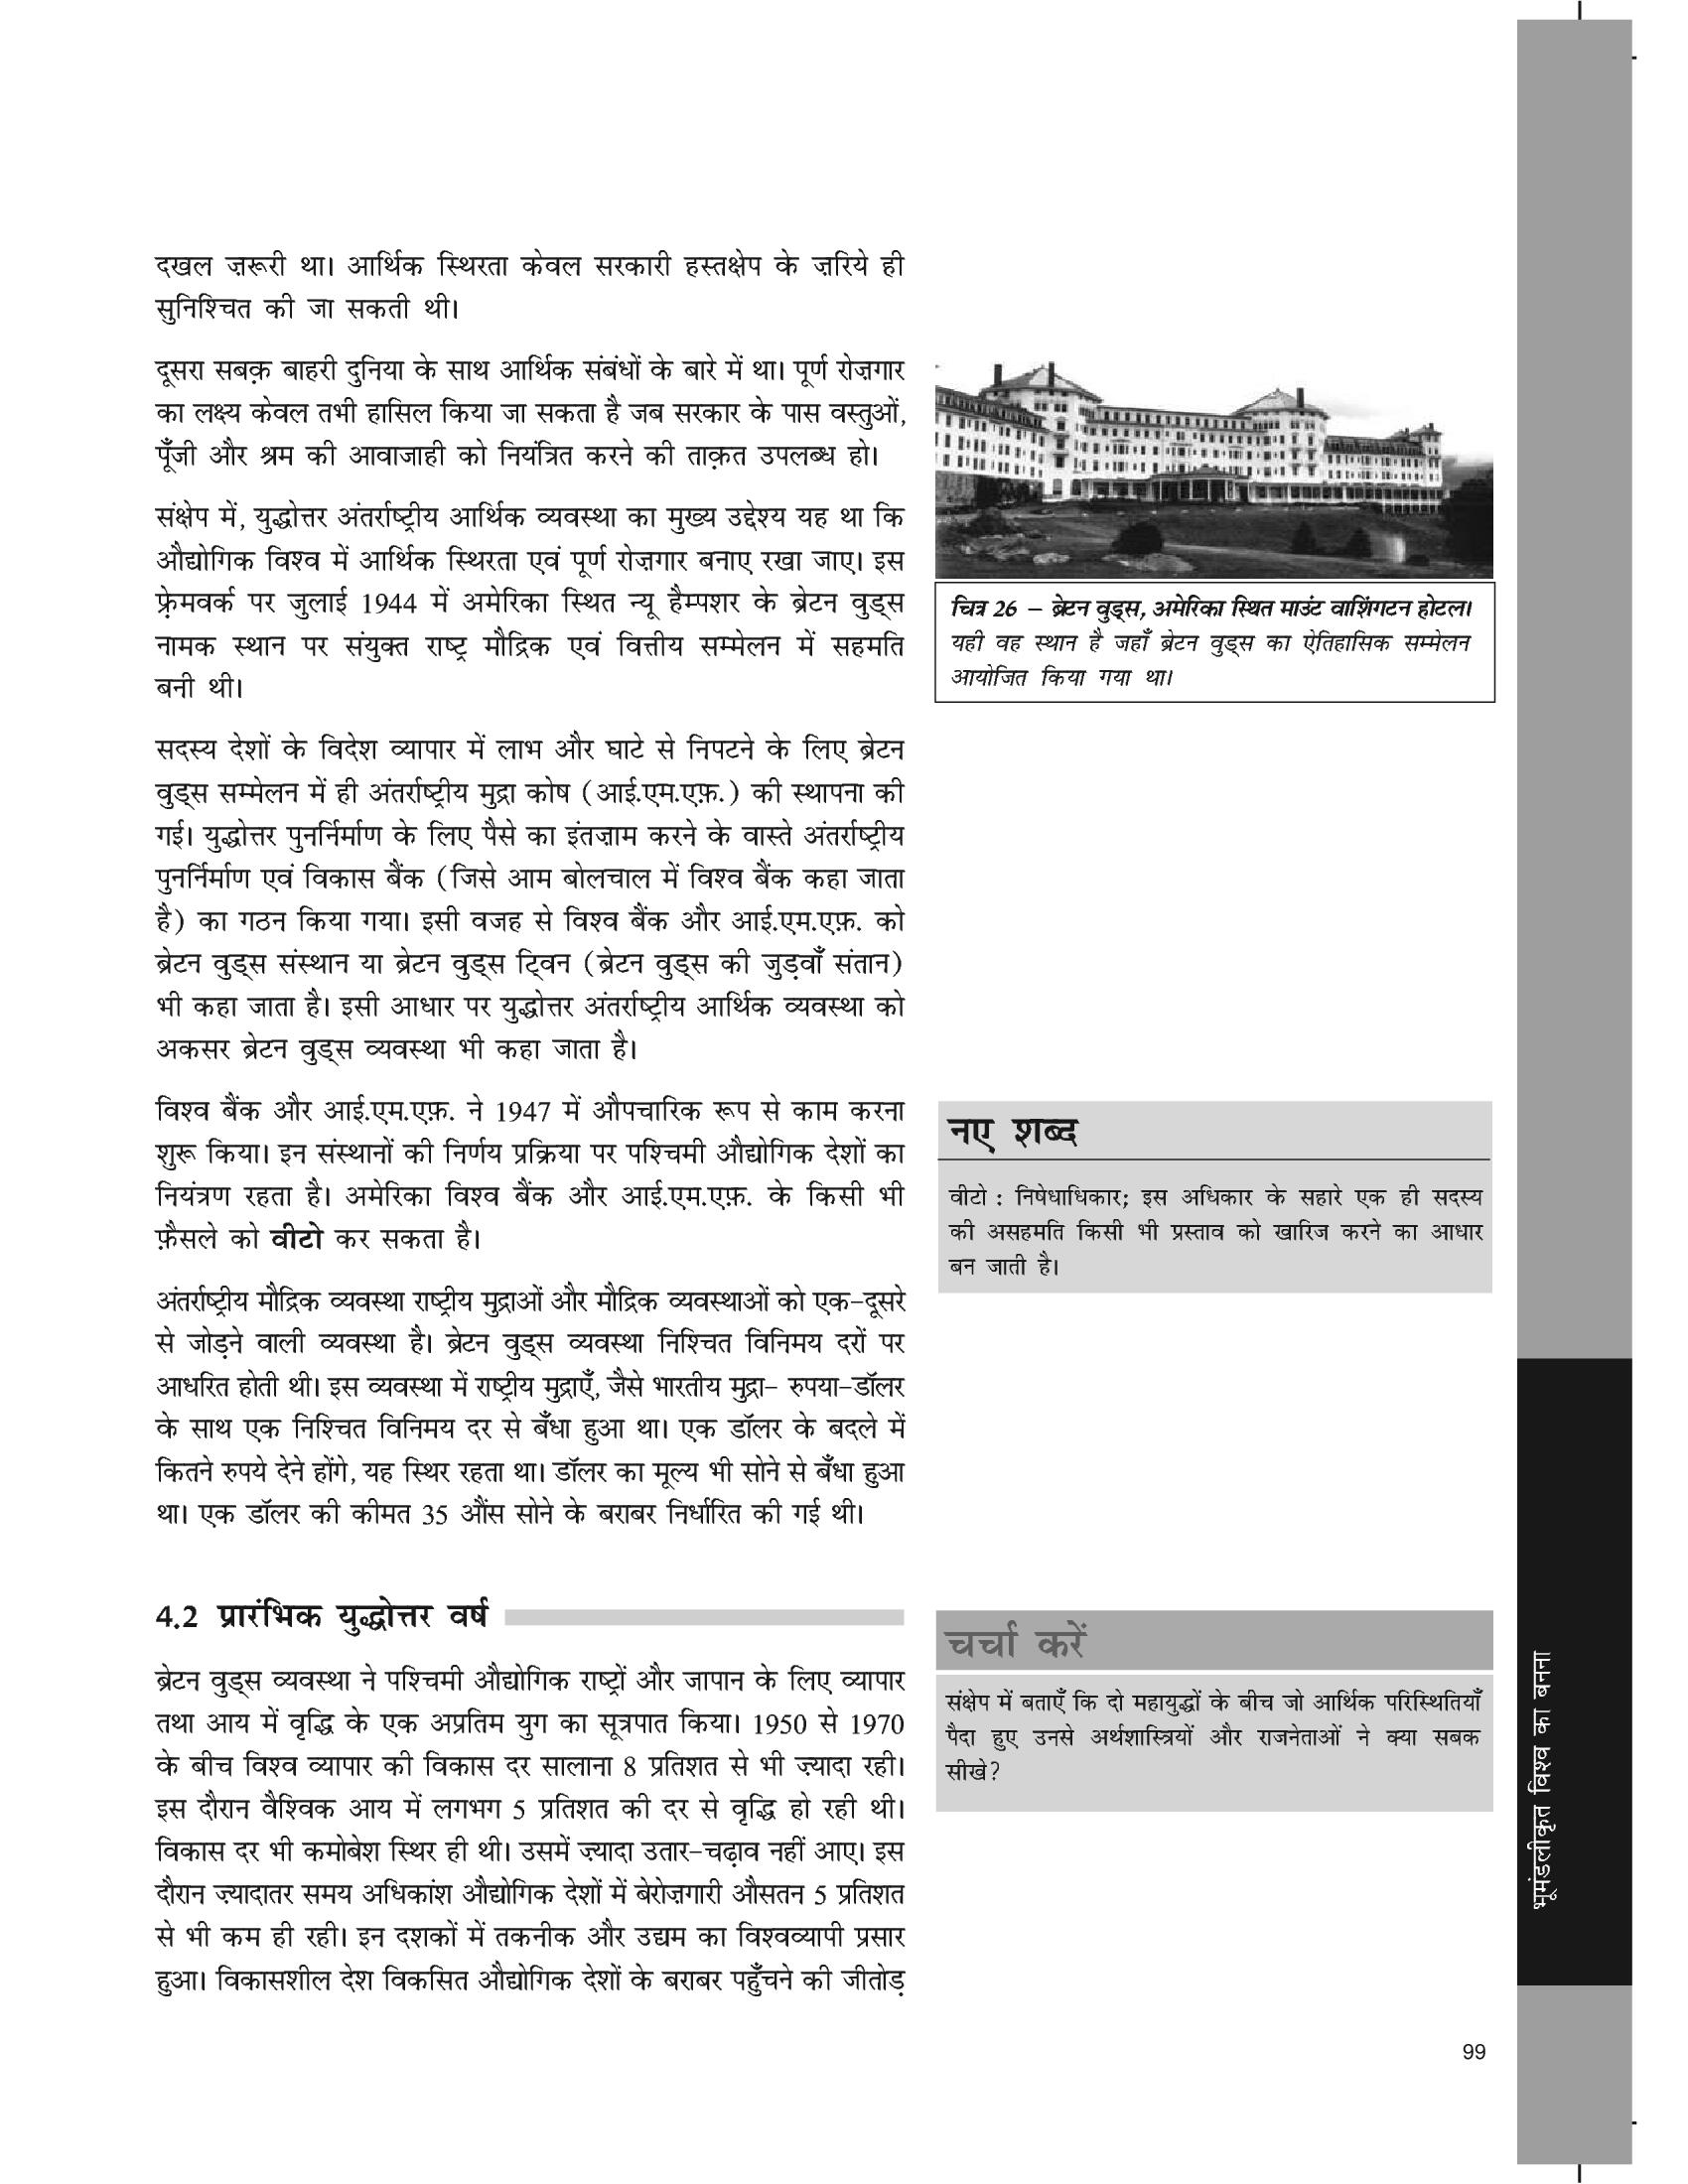 दखल ज़रूरी था। आर्थिक स्थिरता केवल सरकारी हस्तक्षेप के ज़रिये ही
सुनिश्चित की जा सकती थी।
दूसरा सबक़ बाहरी दुनिया के साथ आर्थिक संबंधों के बारे में था। पूर्ण रोज़गार
का लक्ष्य केवल तभी हासिल किया जा सकता है जब सरकार के पास वस्तुओं,
पूँजी और श्रम की आवाजाही को नियंत्रित करने की ताक़त उपलब्ध हो।
संक्षेप में, युद्धोत्तर अंतर्राष्ट्रीय आर्थिक व्यवस्था का मुख्य उद्देश्य यह था कि
औद्योगिक विश्व में आर्थिक स्थिरता एवं पूर्ण रोज़गार बनाए रखा जाए। इस
फ़्रेमवर्क पर जुलाई 1944 में अमेरिका स्थित न्यू हैम्पशर के ब्रेटन वुड्स
नामक स्थान पर संयुक्त राष्ट्र मौद्रिक एवं वित्तीय सम्मेलन में सहमति
बनी थी।
सदस्य देशों के विदेश व्यापार में लाभ और घाटे से निपटने के लिए ब्रेटन
वुड्स सम्मेलन में ही अंतर्राष्ट्रीय मुद्रा कोष (आई.एम.एफ़.) की स्थापना की
गई। युद्धोत्तर पुनर्निर्माण के लिए पैसे का इंतज़ाम करने के वास्ते अंतर्राष्ट्रीय
पुनर्निर्माण एवं विकास बैंक (जिसे आम बोलचाल में विश्व बैंक कहा जाता
है) का गठन किया गया। इसी वजह से विश्व बैंक और आई.एम.एफ़. को
ब्रेटन वुड्स संस्थान या ब्रेटन वुड्स ट्विन (ब्रेटन वुड्स की जुड़वाँ संतान)
भी कहा जाता है। इसी आधार पर युद्धोत्तर अंतर्राष्ट्रीय आर्थिक व्यवस्था को
अकसर ब्रेटन वुड्स व्यवस्था भी कहा जाता है।
विश्व बैंक और आई.एम.एफ़. ने 1947 में औपचारिक रूप से काम करना
शुरू किया। इन संस्थानों की निर्णय प्रक्रिया पर पश्चिमी औद्योगिक देशों का
नियंत्रण रहता है। अमेरिका विश्व बैंक और आई.एम.एफ़. के किसी भी
फ़ैसले को वीटो कर सकता है।
अंतर्राष्ट्रीय मौद्रिक व्यवस्था राष्ट्रीय मुद्राओं और मौद्रिक व्यवस्थाओं को एक-दूसरे
से जोड़ने वाली व्यवस्था है। ब्रेटन वुड्स व्यवस्था निश्चित विनिमय दरों पर
आधरित होती थी। इस व्यवस्था में राष्ट्रीय मुद्राएँ, जैसे भारतीय मुद्रा- रुपया-डॉलर
के साथ एक निश्चित विनिमय दर से बँधा हुआ था। एक डॉलर के बदले में
कितने रुपये देने होंगे, यह स्थिर रहता था। डॉलर का मूल्य भी सोने से बँधा हुआ
था। एक डॉलर की कीमत 35 औंस सोने के बराबर निर्धारित की गई थी।
4.2 प्रारंभिक युद्धोत्तर वर्ष
ब्रेटन वुड्स व्यवस्था ने पश्चिमी औद्योगिक राष्ट्रों और जापान के लिए व्यापार
तथा आय में वृद्धि के एक अप्रतिम युग का सूत्रपात किया। 1950 से 1970
के बीच विश्व व्यापार की विकास दर सालाना 8 प्रतिशत से भी ज़्यादा रही।
इस दौरान वैश्विक आय में लगभग 5 प्रतिशत की दर से वृद्धि हो रही थी।
विकास दर भी कमोबेश स्थिर ही थी। उसमें ज़्यादा उतार-चढ़ाव नहीं आए। इस
दौरान ज़्यादातर समय अधिकांश औद्योगिक देशों में बेरोज़गारी औसतन 5 प्रतिशत
से भी कम ही रही। इन दशकों में तकनीक और उद्यम का विश्वव्यापी प्रसार
हुआ। विकासशील देश विकसित औद्योगिक देशों के बराबर पहुँचने की जीतोड़
चित्र 26 – ब्रेटन वुड्स, अमेरिका स्थित माउंट वाशिंगटन होटल।
यही वह स्थान है जहाँ ब्रेटन वुड्स का ऐतिहासिक सम्मेलन
आयोजित किया गया था।
नए शब्द
वीटो : निषेधाधिकार; इस अधिकार के सहारे एक ही सदस्य
की असहमति किसी भी प्रस्ताव को खारिज करने का आधार
बन जाती है।
चर्चा करें
संक्षेप में बताएँ कि दो महायुद्धों के बीच जो आर्थिक परिस्थितियाँ
पैदा हुए उनसे अर्थशास्त्रियों और राजनेताओं ने क्या सबक
सीखे?
भूमंडलीकृत विश्व का बनना
99